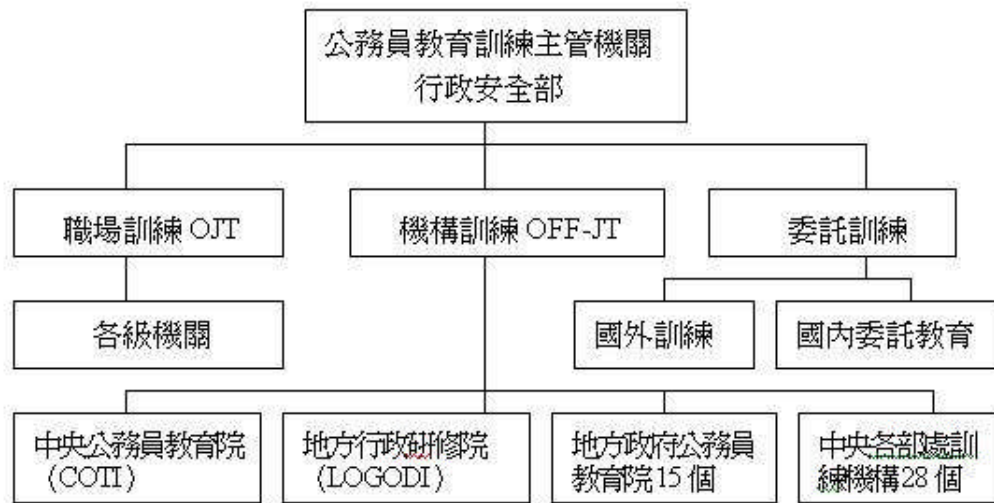 公務員教育訓練主管機關
行政安全部
職場訓練 OJT
機構訓練 OFF-JT
委託訓練
各級機關
國外訓練
國內委託教育
中央公務員教育院
(COTI)
地方行政研修院
(LOGODI)
地方政府公務員
教育院15個
中央各部處訓
練機構28個